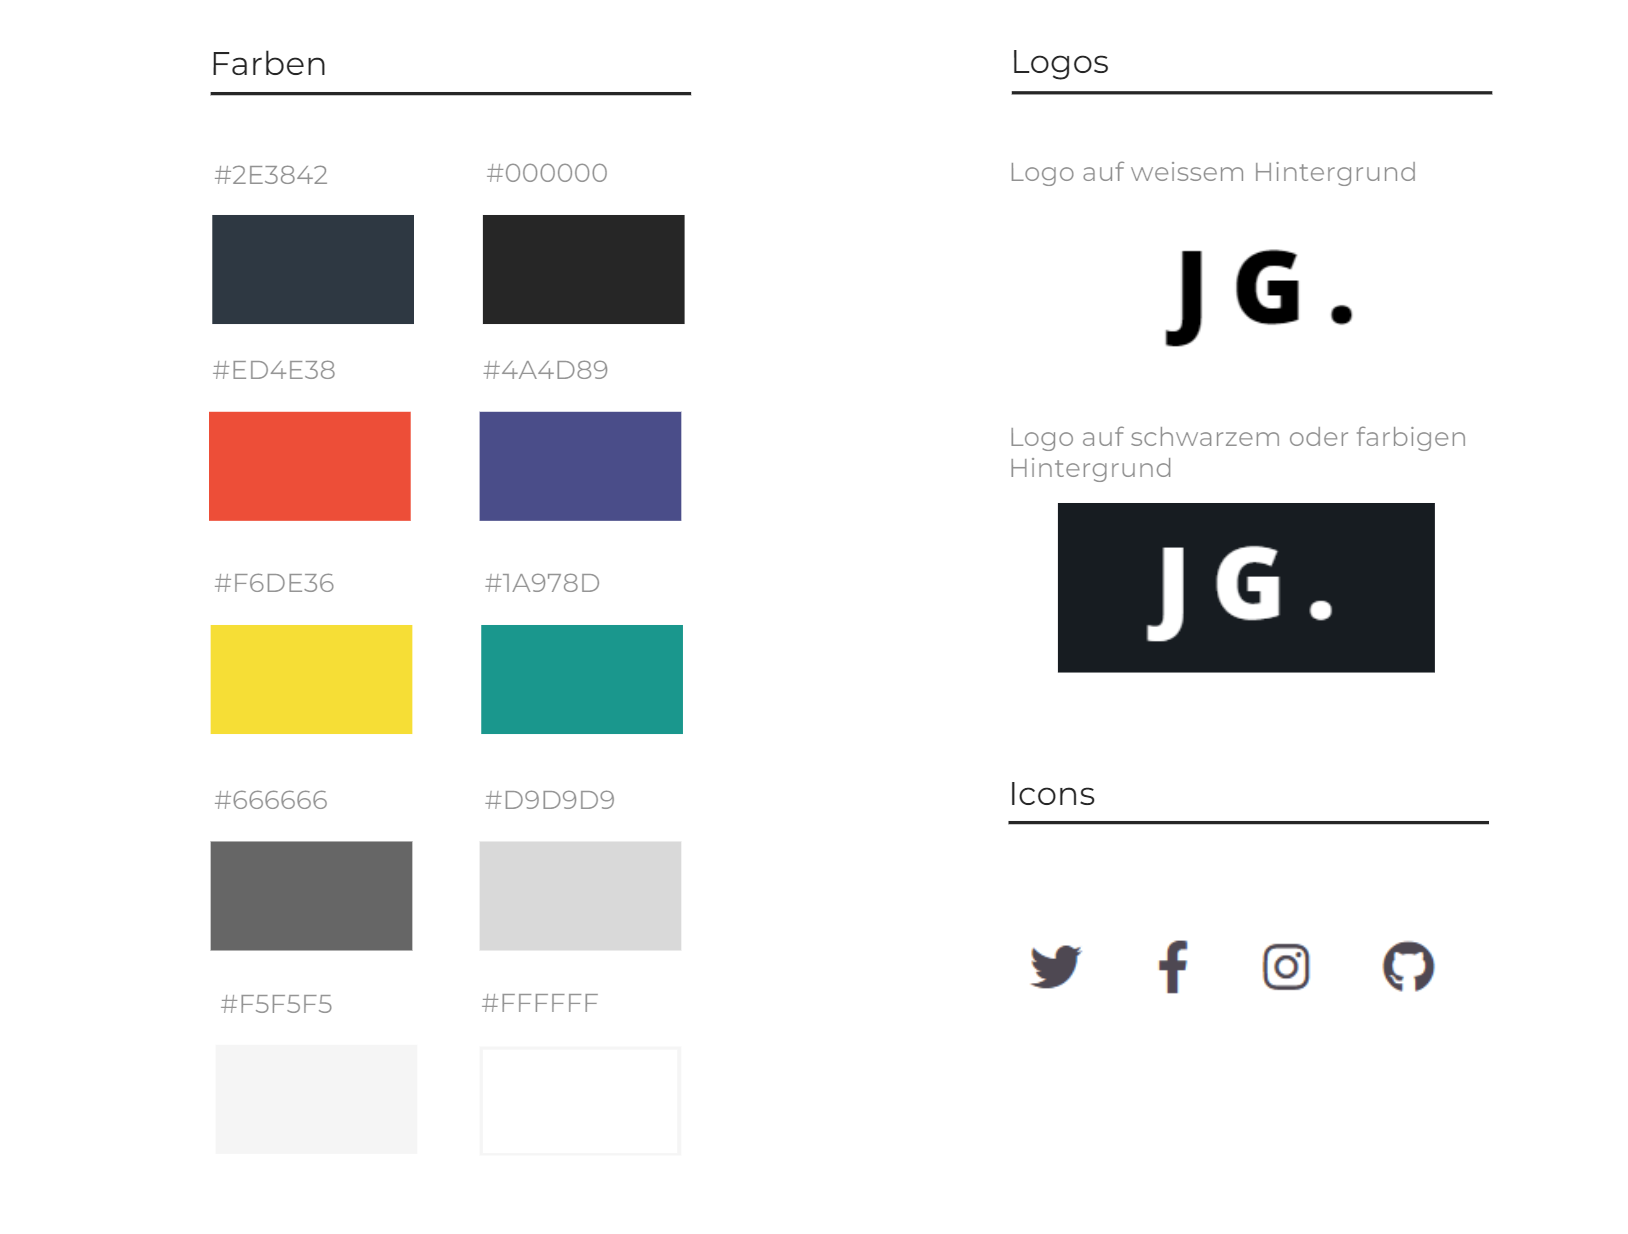 Farben
#2E3842
#000000
#ED4E38
#4A4D89
#F6DE36
#1A978D
#666666
#D9D9D9
#F5F5F5
#FFFFFF
Logos
Logo auf weissem Hintergrund
JG.
Logo auf schwarzem oder farbigen
Hintergrund
JG.
Icons